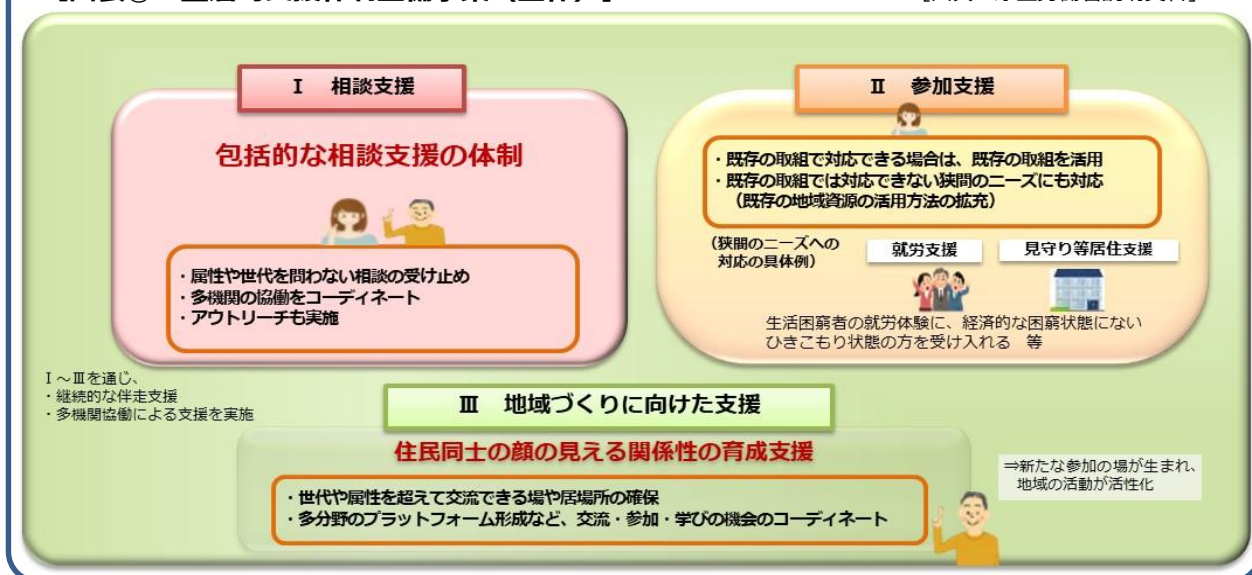 Ⅰ 相談支援
包括的な相談支援の体制
・属性や世代を問わない相談の受け止め
・多機関の協働をコーディネート
・アウトリーチも実施
Ⅱ 参加支援
・既存の取組で対応できる場合は、既存の取組を活用
・既存の取組では対応できない狭間のニーズにも対応
（既存の地域資源の活用方法の拡充）
（狭間のニーズへの
対応の具体例）
就労支援
見守り等居住支援
生活困窮者の就労体験に、経済的な困窮状態にない
ひきこもり状態の方を受け入れる 等
Ⅰ～Ⅲを通じ、
・継続的な伴走支援
・多機関協働による支援を実施
Ⅲ 地域づくりに向けた支援
住民同士の顔の見える関係性の育成支援
・世代や属性を超えて交流できる場や居場所の確保
・多分野のプラットフォーム形成など、交流・参加・学びの機会のコーディネート
⇒新たな参加の場が生まれ、
地域の活動が活性化